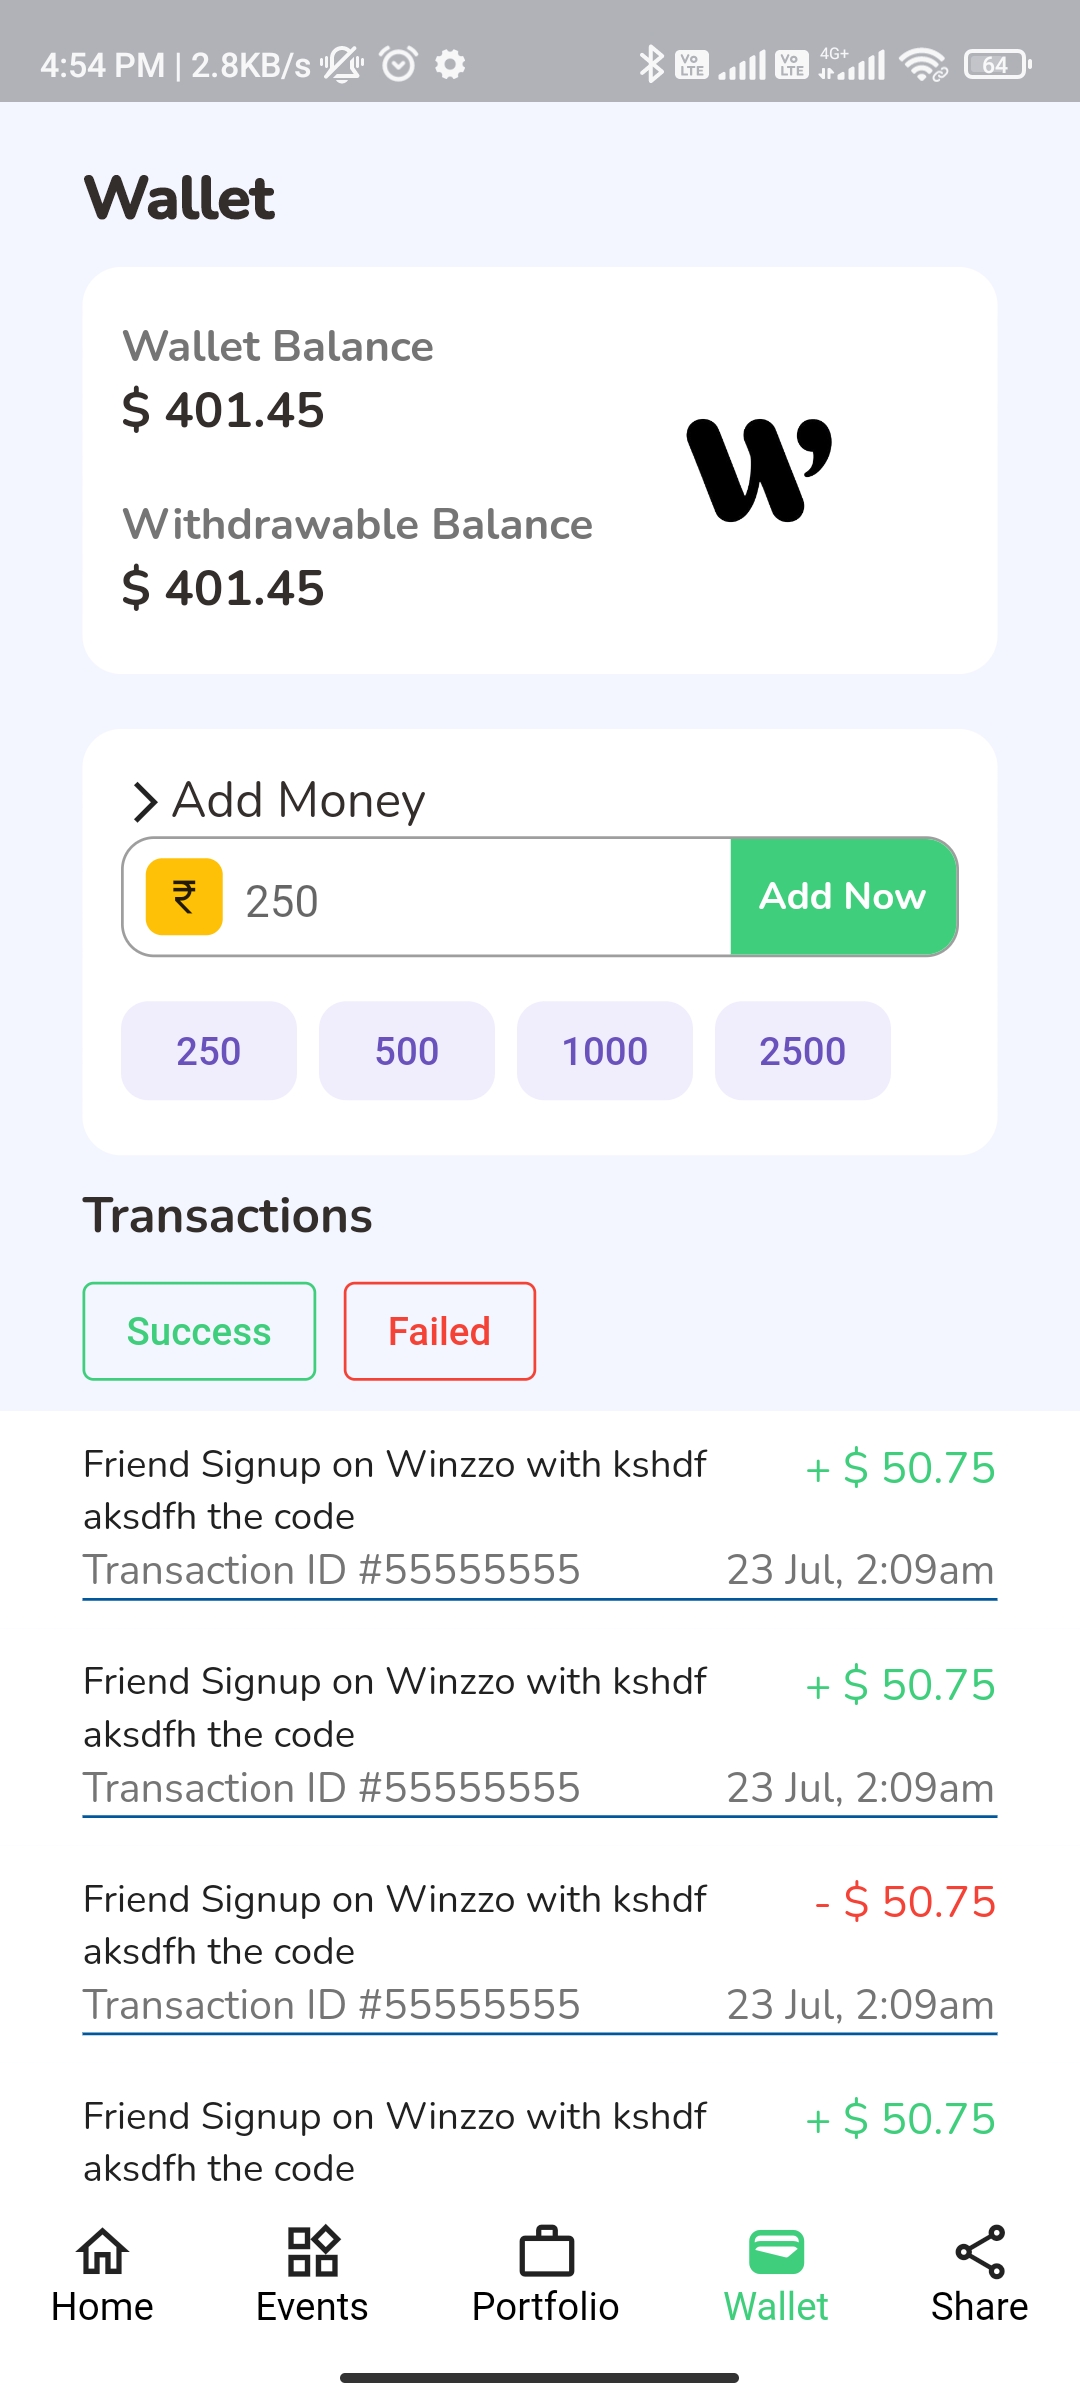 4:54 PM | 2.8KB/s Vo LTE Vo LTE 4G+ 64
Wallet
Wallet Balance
$ 401.45
Withdrawable Balance
$ 401.45
W
Add Money
₹ 250 Add Now
250 500 1000 2500
Transactions
Success Failed
Friend Signup on Winzzo with kshdf + $ 50.75
aksdfh the code
Transaction ID #55555555 23 Jul, 2:09am
Friend Signup on Winzzo with kshdf + $ 50.75
aksdfh the code
Transaction ID #55555555 23 Jul, 2:09am
Friend Signup on Winzzo with kshdf - $ 50.75
aksdfh the code
Transaction ID #55555555 23 Jul, 2:09am
Friend Signup on Winzzo with kshdf + $ 50.75
aksdfh the code
Home Events Portfolio Wallet Share